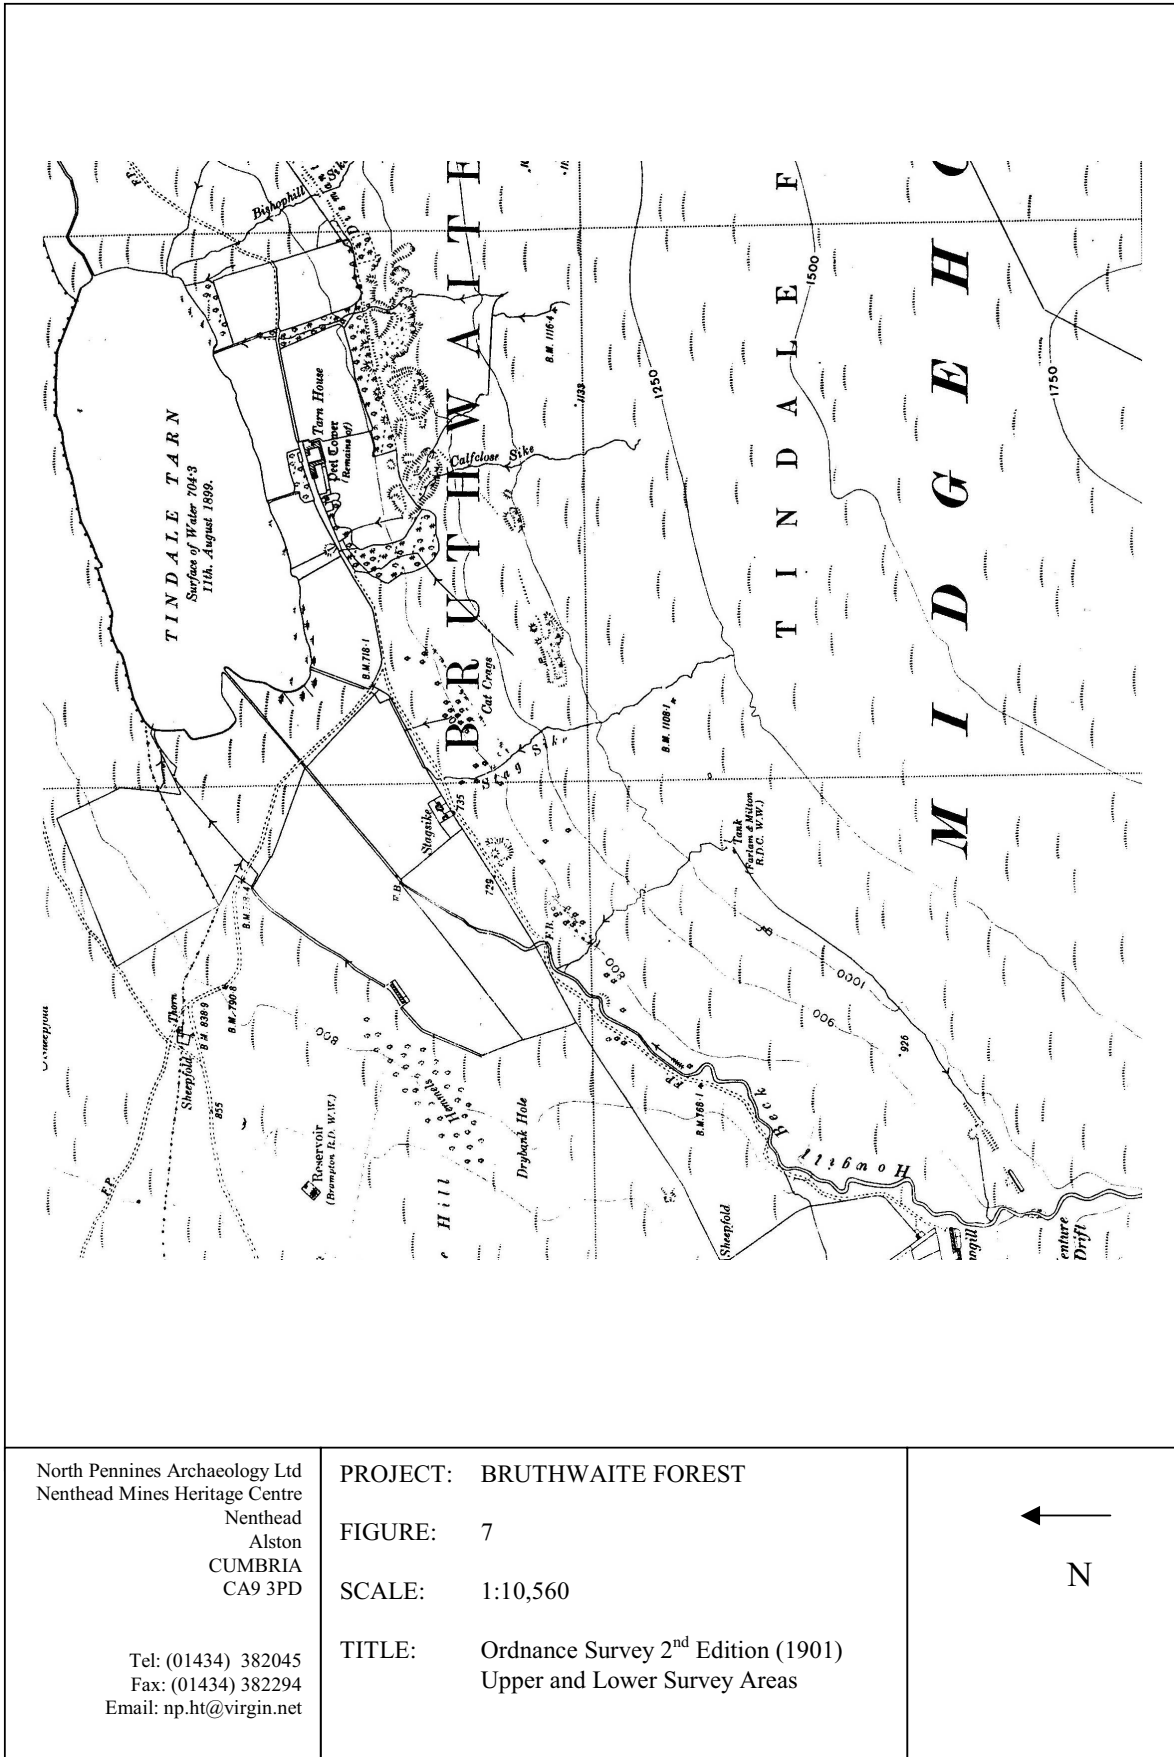 F.P.
Bishophill Sike
TINDALE TARN
Surface of Water 704·3
11th. August 1899.
Tarn House
Peel Tower
(Remains of)
BRUTHWAITE
B.M. 1116·4
1133
Calfclose Sike
1250
1500
1750
TINDALE F
MIDGEHO
B.M. 718·1
Cat Crags
Stag Sike
B.M. 1108·1
Stagsike
735
729
F.B.
F.B.
Tank
(Farlam & Milton
R.D.C. W.W.)
Thorn
Sheepfold
B.M. 838·9
B.M. 790·8
855
F.P.
800
800
900
1000
926
Reservoir
(Brampton R.D. W.W.)
Hemnels
Hill
Drybank Hole
F.P.
B.M. 768·1
Howgill Beck
Sheepfold
enture
Drift
North Pennines Archaeology Ltd
Nenthead Mines Heritage Centre
Nenthead
Alston
CUMBRIA
CA9 3PD
Tel: (01434) 382045
Fax: (01434) 382294
Email: np.ht@virgin.net
PROJECT: BRUTHWAITE FOREST
FIGURE: 7
SCALE: 1:10,560
TITLE: Ordnance Survey 2nd Edition (1901)
Upper and Lower Survey Areas
N